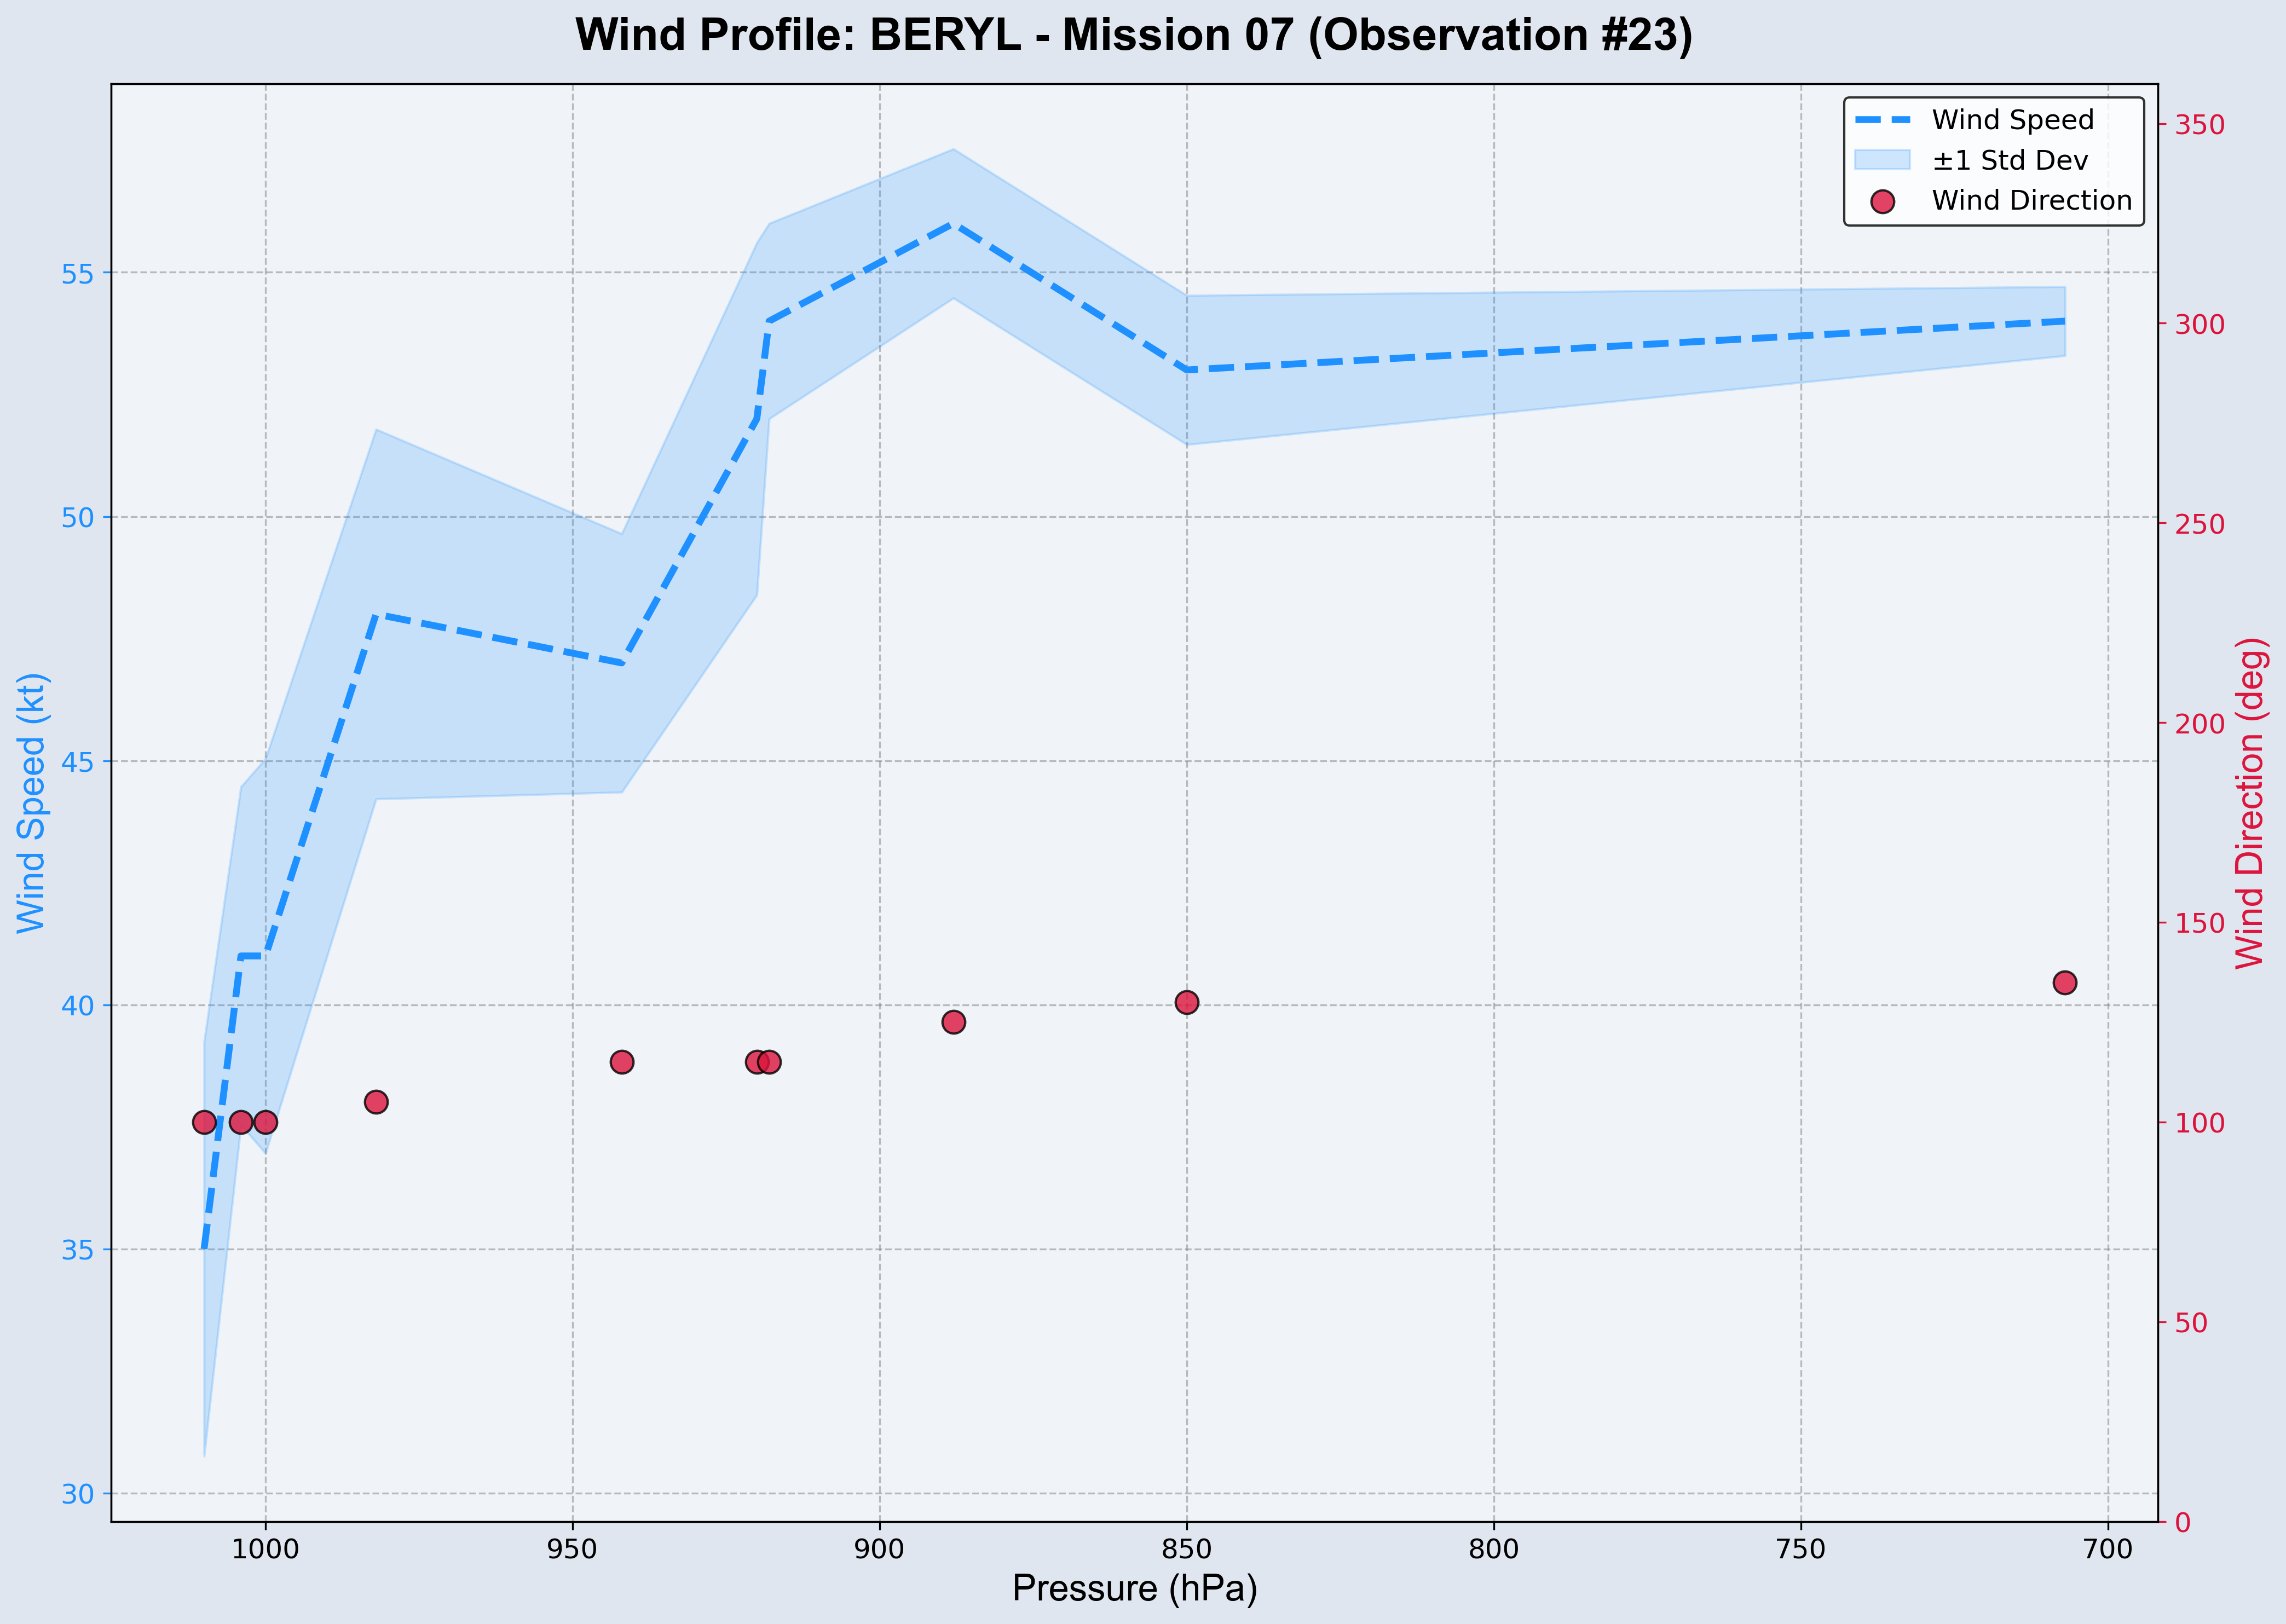 Wind Profile: BERYL - Mission 07 (Observation #23)
Wind Speed
±1 Std Dev
Wind Direction
Wind Speed (kt)
55
50
45
40
35
30
350
300
250
200
150
100
50
0
Wind Direction (deg)
1000 950 900 850 800 750 700
Pressure (hPa)